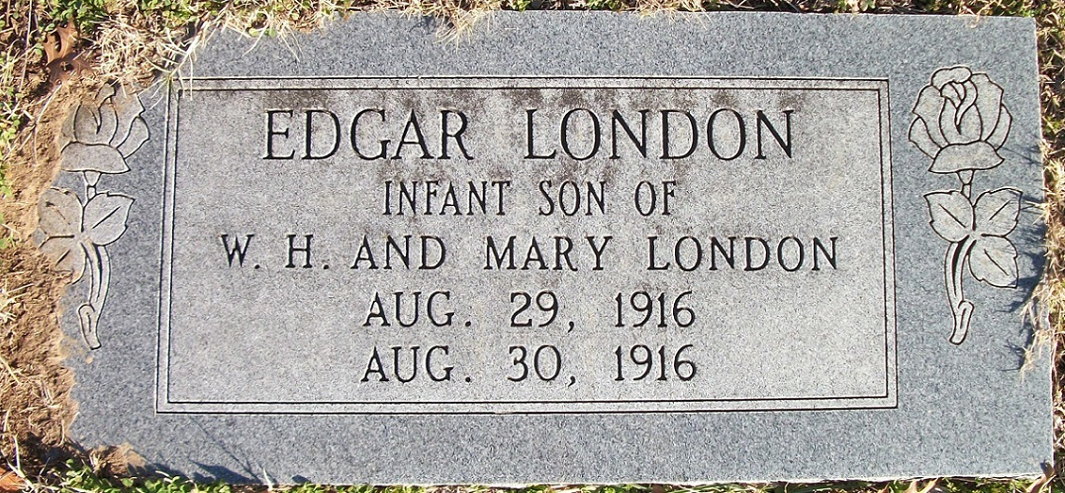 EDGAR LONDON
INFANT SON OF
W. H. AND MARY LONDON
AUG. 29, 1916
AUG. 30, 1916